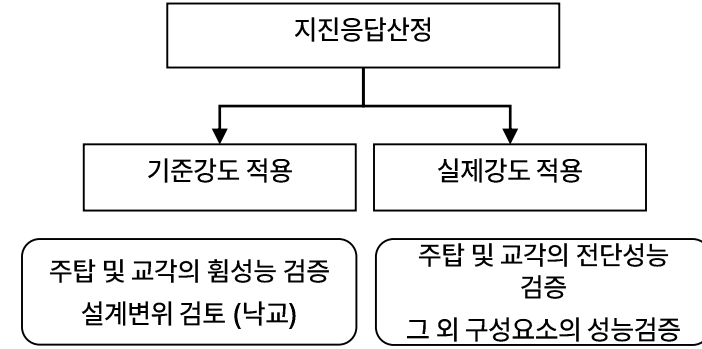 지진응답산정
기준강도 적용
실제강도 적용
주탑 및 교각의 휨성능 검증
설계변위 검토 (낙교)
주탑 및 교각의 전단성능
검증
그 외 구성요소의 성능검증